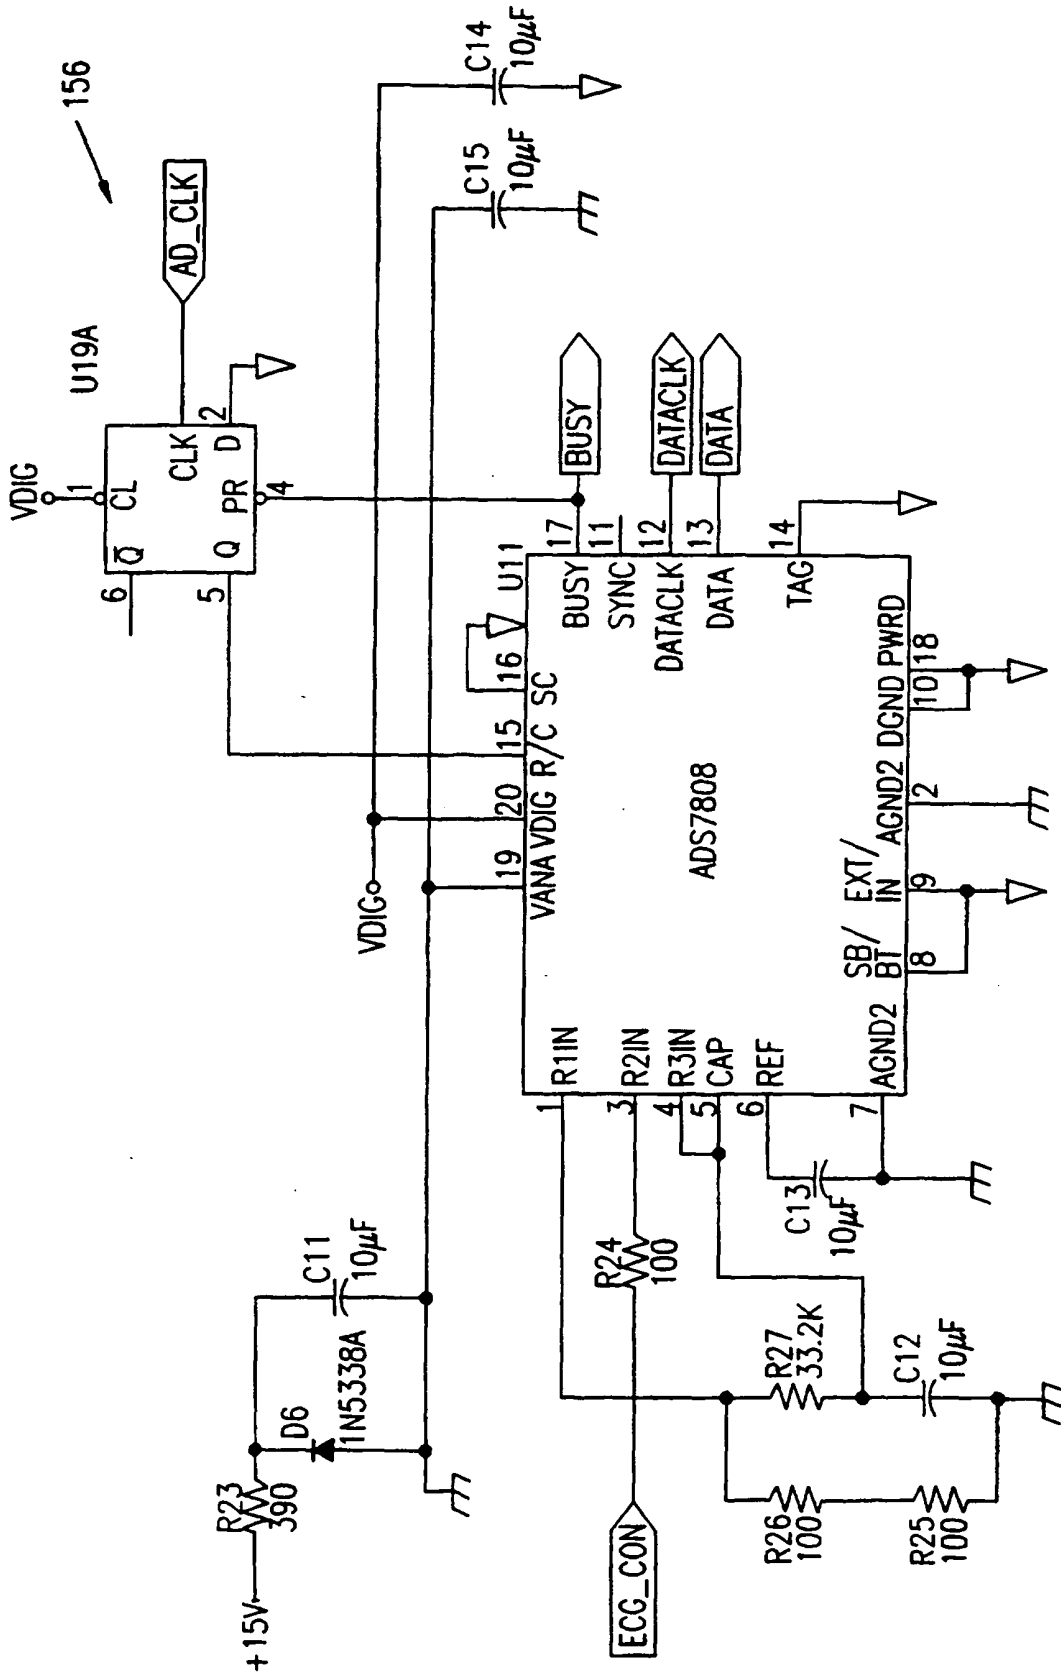 156
VDIG
U19A
1
CL
Q
6
CLK
AD_CLK
D
2
Q
5
PR
4
C14
10µF
C15
10µF
VDIG
+15V
R23
390
D6
1N5338A
C11
10µF
U11
19
VANA
20
VDIG
15
R/C
16
SC
17
BUSY
BUSY
11
SYNC
12
DATACLK
DATACLK
13
DATA
DATA
14
TAG
ADS7808
1
R1IN
3
R2IN
4
R3IN
5
CAP
6
REF
7
AGND2
SB/
BT
8
EXT/
IN
9
AGND2
2
DGND
10
PWRD
18
ECG_CON
R24
100
C13
10µF
R27
33.2K
C12
10µF
R26
100
R25
100